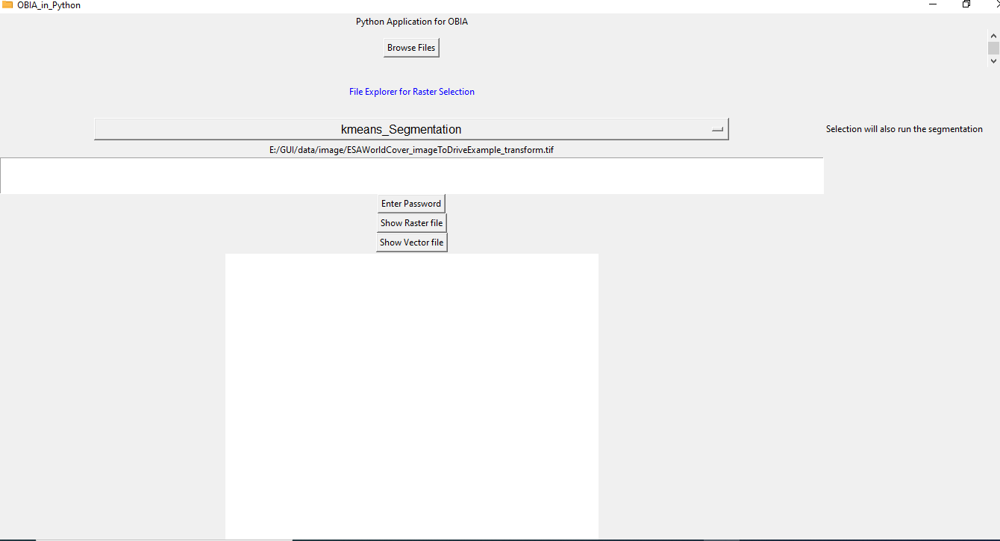 OBIA_in_Python
Python Application for OBIA
Browse Files
File Explorer for Raster Selection
kmeans_Segmentation
Selection will also run the segmentation
E:/GUI/data/image/ESAWorldCover_imageToDriveExample_transform.tif
Enter Password
Show Raster file
Show Vector file